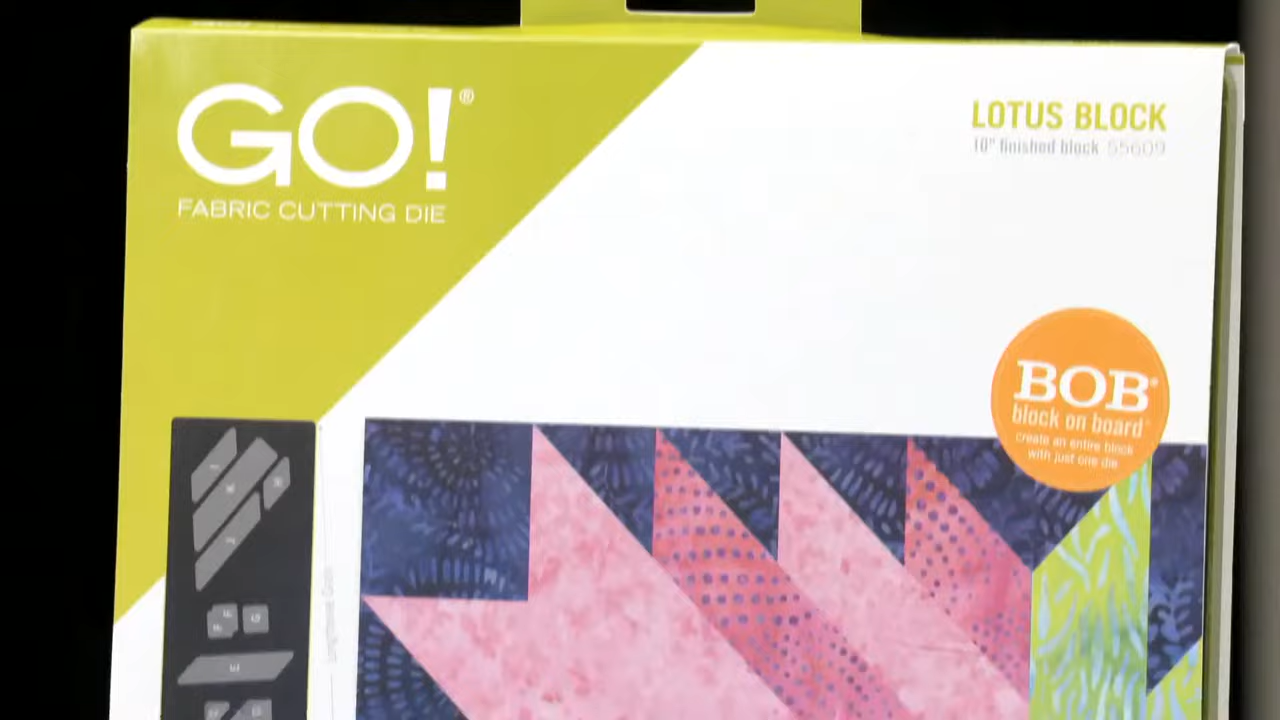 GO!®
FABRIC CUTTING DIE
LOTUS BLOCK
10" finished block 55609
BOB®
block on board
create an entire block
with just one die